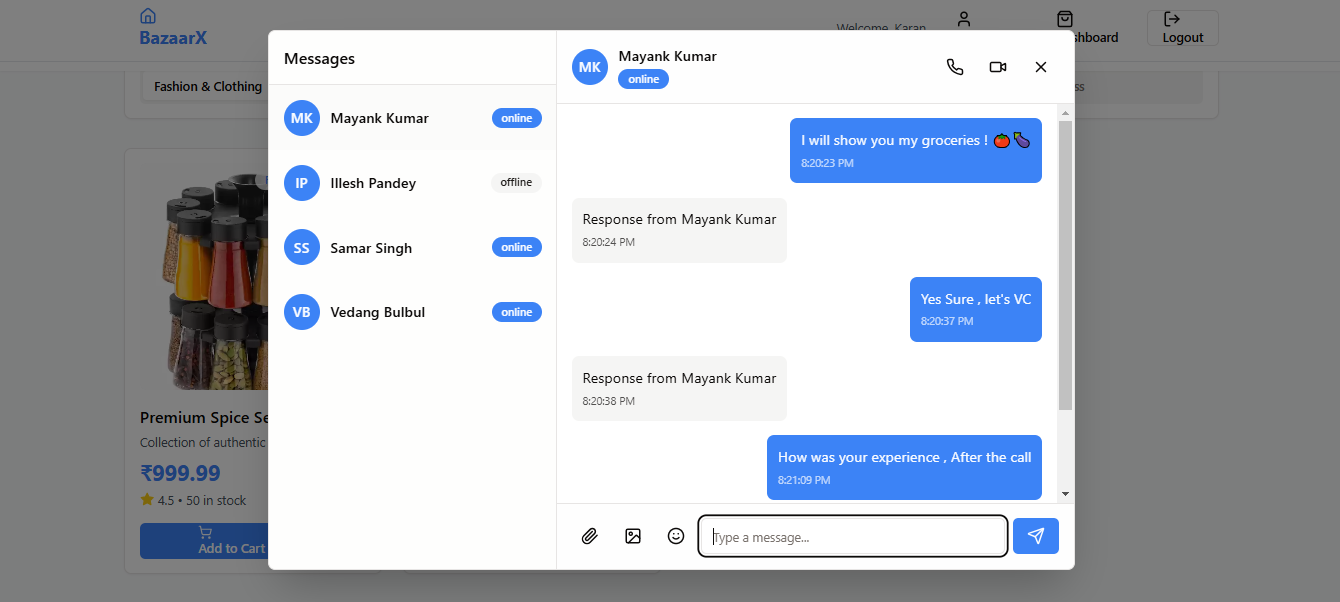 BazaarX
Welcome, Karan
Logout
Fashion & Clothing
Messages
MK Mayank Kumar online
IP Illesh Pandey offline
SS Samar Singh online
VB Vedang Bulbul online
MK Mayank Kumar
online
I will show you my groceries ! 🍅🍆
8:20:23 PM
Response from Mayank Kumar
8:20:24 PM
Yes Sure , let's VC
8:20:37 PM
Response from Mayank Kumar
8:20:38 PM
How was your experience , After the call
8:21:09 PM
Type a message...
Premium Spice
Collection of authentic
₹999.99
4.5 • 50 in stock
Add to Cart